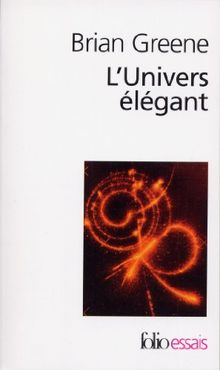 Brian Greene
L'Univers
élégant
folio essais